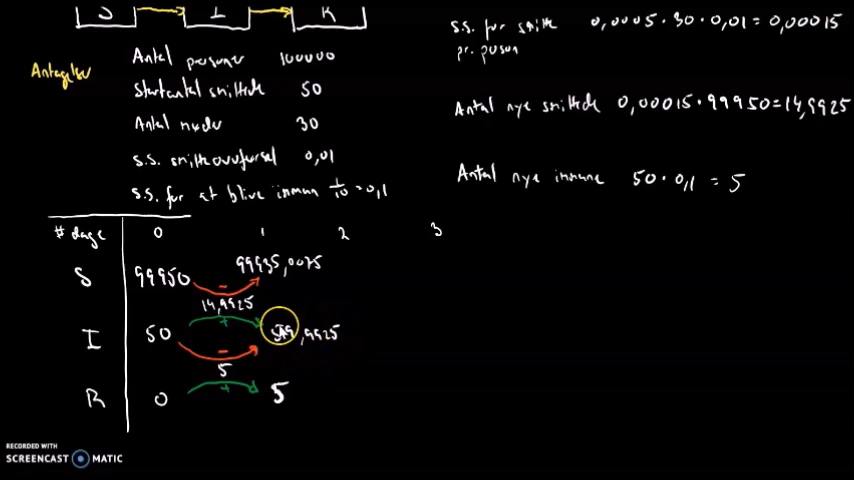 S I R
Antagelser
Antal personer 100000
Startantal smittede 50
Antal møder 30
s.s. smitteoverførsel 0,01
s.s. for at blive immun 1/10 = 0,1
s.s. for smitte 0,0005 · 30 · 0,01 = 0,00015
pr. person
Antal nye smittede 0,00015 · 99950 = 14,9925
Antal nye immune 50 · 0,1 = 5
# dage 0 1 2 3
S 99950 - 99935,0075
14,9925
I 50 + ,9925
-
5
R 0 + 5
RECORDED WITH
SCREENCAST MATIC